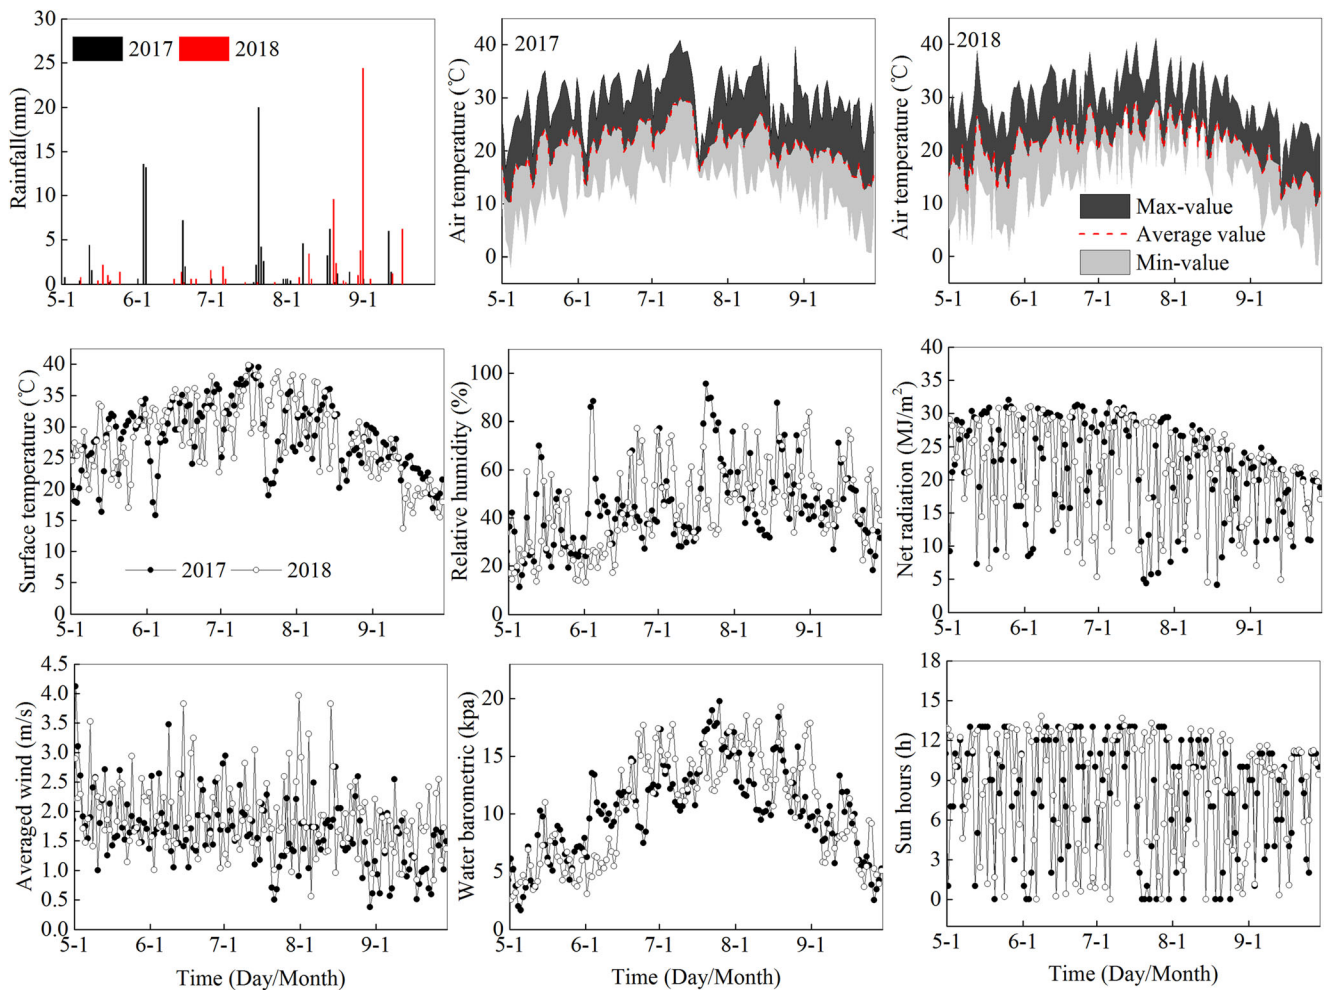 30
25
20
15
10
5
0
Rainfall(mm)
2017
2018
5-1 6-1 7-1 8-1 9-1
40
30
20
10
0
Air temperature (℃)
2017
5-1 6-1 7-1 8-1 9-1
40
30
20
10
0
Air temperature (℃)
2018
Max-value
Average value
Min-value
5-1 6-1 7-1 8-1 9-1
40
35
30
25
20
15
10
5
0
Surface temperature (℃)
2017
2018
5-1 6-1 7-1 8-1 9-1
100
80
60
40
20
0
Relative humidity (%)
5-1 6-1 7-1 8-1 9-1
40
35
30
25
20
15
10
5
0
Net radiation (MJ/m²)
5-1 6-1 7-1 8-1 9-1
4.5
4.0
3.5
3.0
2.5
2.0
1.5
1.0
0.5
0.0
Averaged wind (m/s)
5-1 6-1 7-1 8-1 9-1
Time (Day/Month)
20
15
10
5
0
Water barometric (kpa)
5-1 6-1 7-1 8-1 9-1
Time (Day/Month)
18
15
12
9
6
3
0
Sun hours (h)
5-1 6-1 7-1 8-1 9-1
Time (Day/Month)